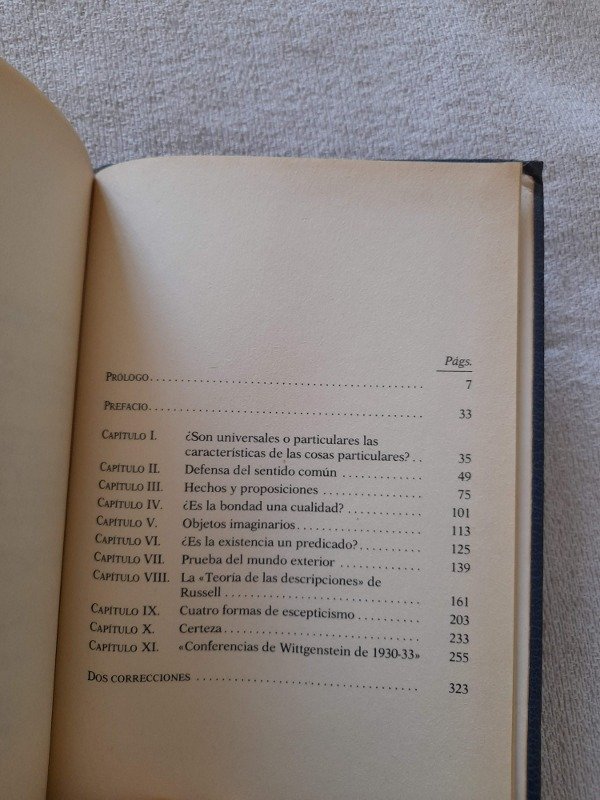 Págs.
PRÓLOGO........................................ 7
PREFACIO........................................ 33
CAPÍTULO I. ¿Son universales o particulares las
características de las cosas particulares? .. 35
CAPÍTULO II. Defensa del sentido común ............ 49
CAPÍTULO III. Hechos y proposiciones ............... 75
CAPÍTULO IV. ¿Es la bondad una cualidad? ........... 101
CAPÍTULO V. Objetos imaginarios.................. 113
CAPÍTULO VI. ¿Es la existencia un predicado?......... 125
CAPÍTULO VII. Prueba del mundo exterior ............ 139
CAPÍTULO VIII. La «Teoría de las descripciones» de
Russell........................... 161
CAPÍTULO IX. Cuatro formas de escepticismo ......... 203
CAPÍTULO X. Certeza............................ 233
CAPÍTULO XI. «Conferencias de Wittgenstein de 1930-33» 255
DOS CORRECCIONES ................................ 323